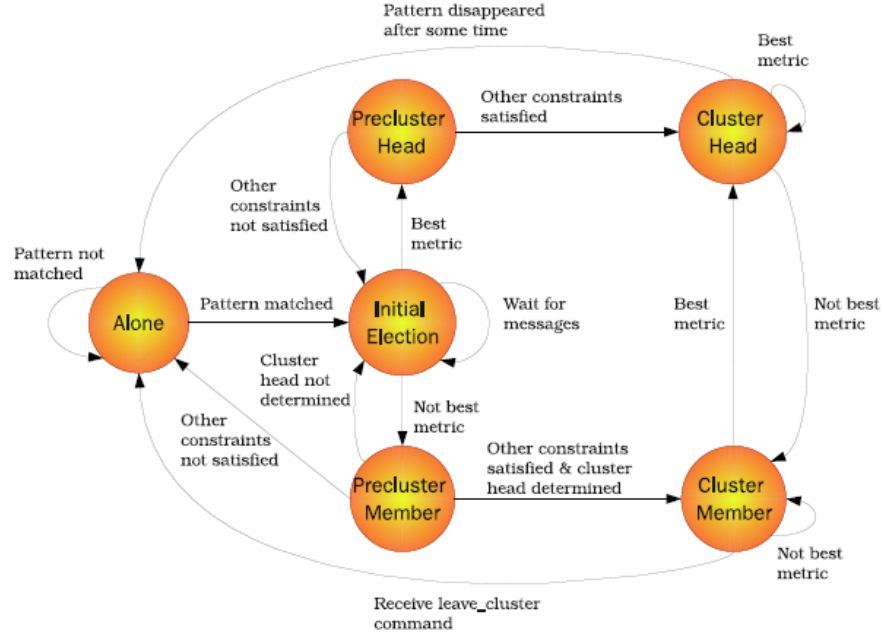 Pattern disappeared
after some time
Best
metric
Precluster
Head
Other constraints
satisfied
Cluster
Head
Other
constraints
not satisfied
Best
metric
Pattern not
matched
Alone
Pattern matched
Initial
Election
Wait for
messages
Best
metric
Not best
metric
Cluster
head not
determined
Not best
metric
Other
constraints
not satisfied
Precluster
Member
Other constraints
satisfied & cluster
head determined
Cluster
Member
Not best
metric
Receive leave_cluster
command